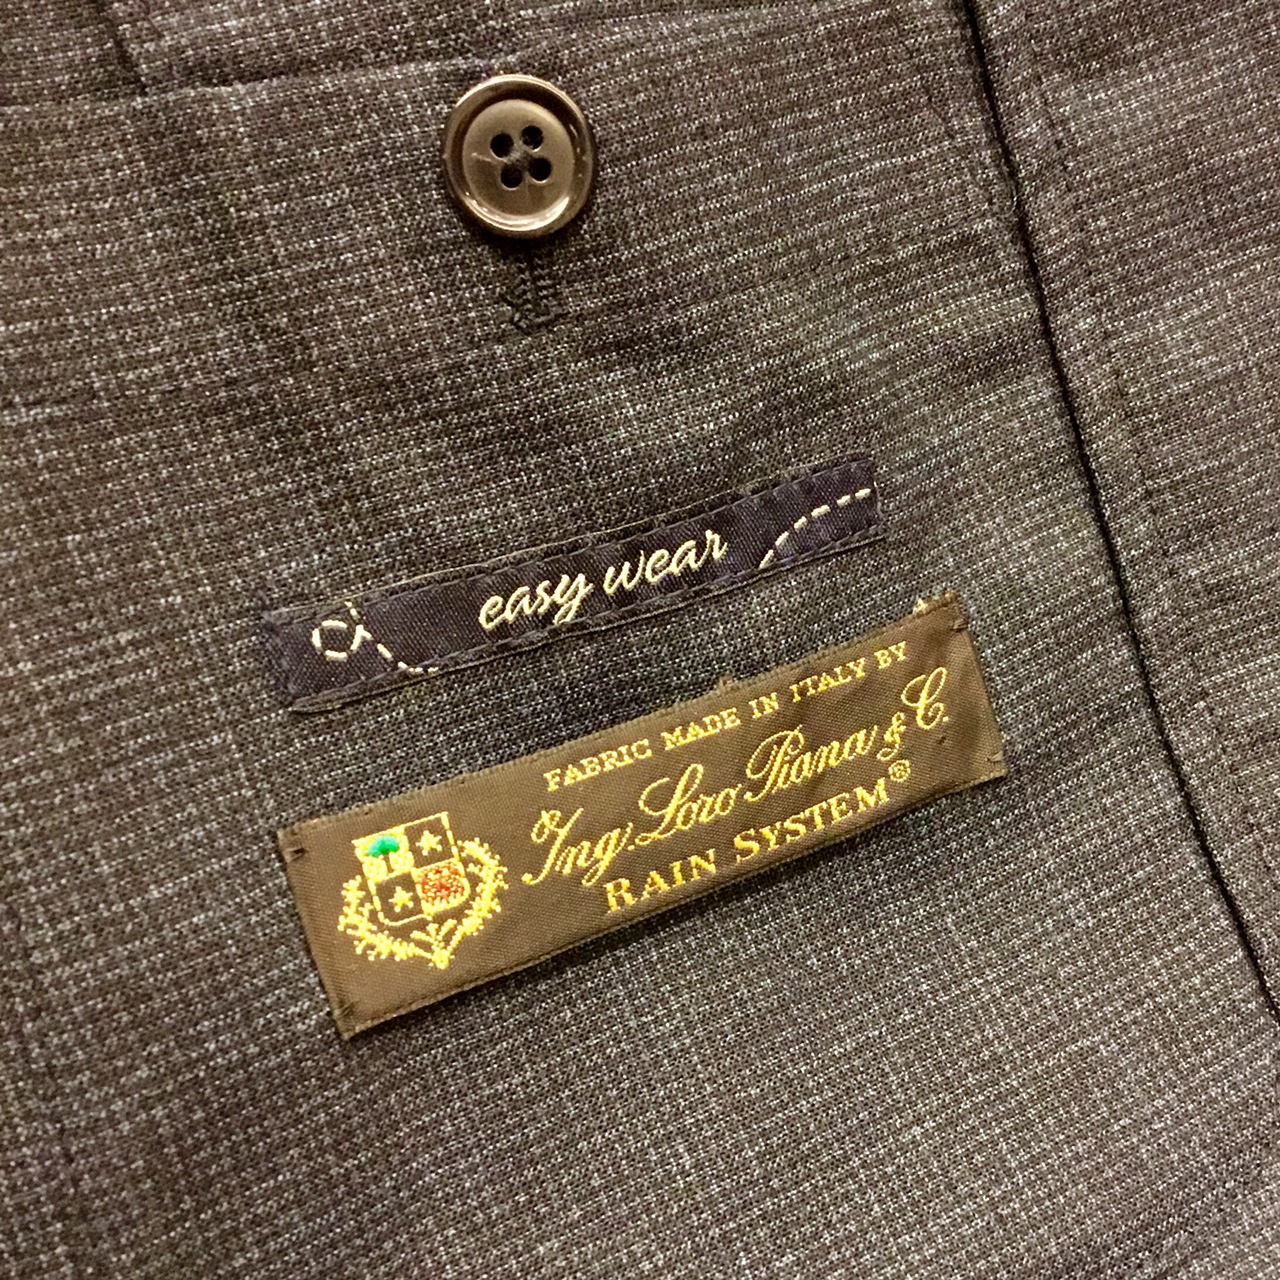 easy wear
FABRIC MADE IN ITALY BY
Ing. Loro Piana & C.
RAIN SYSTEM®